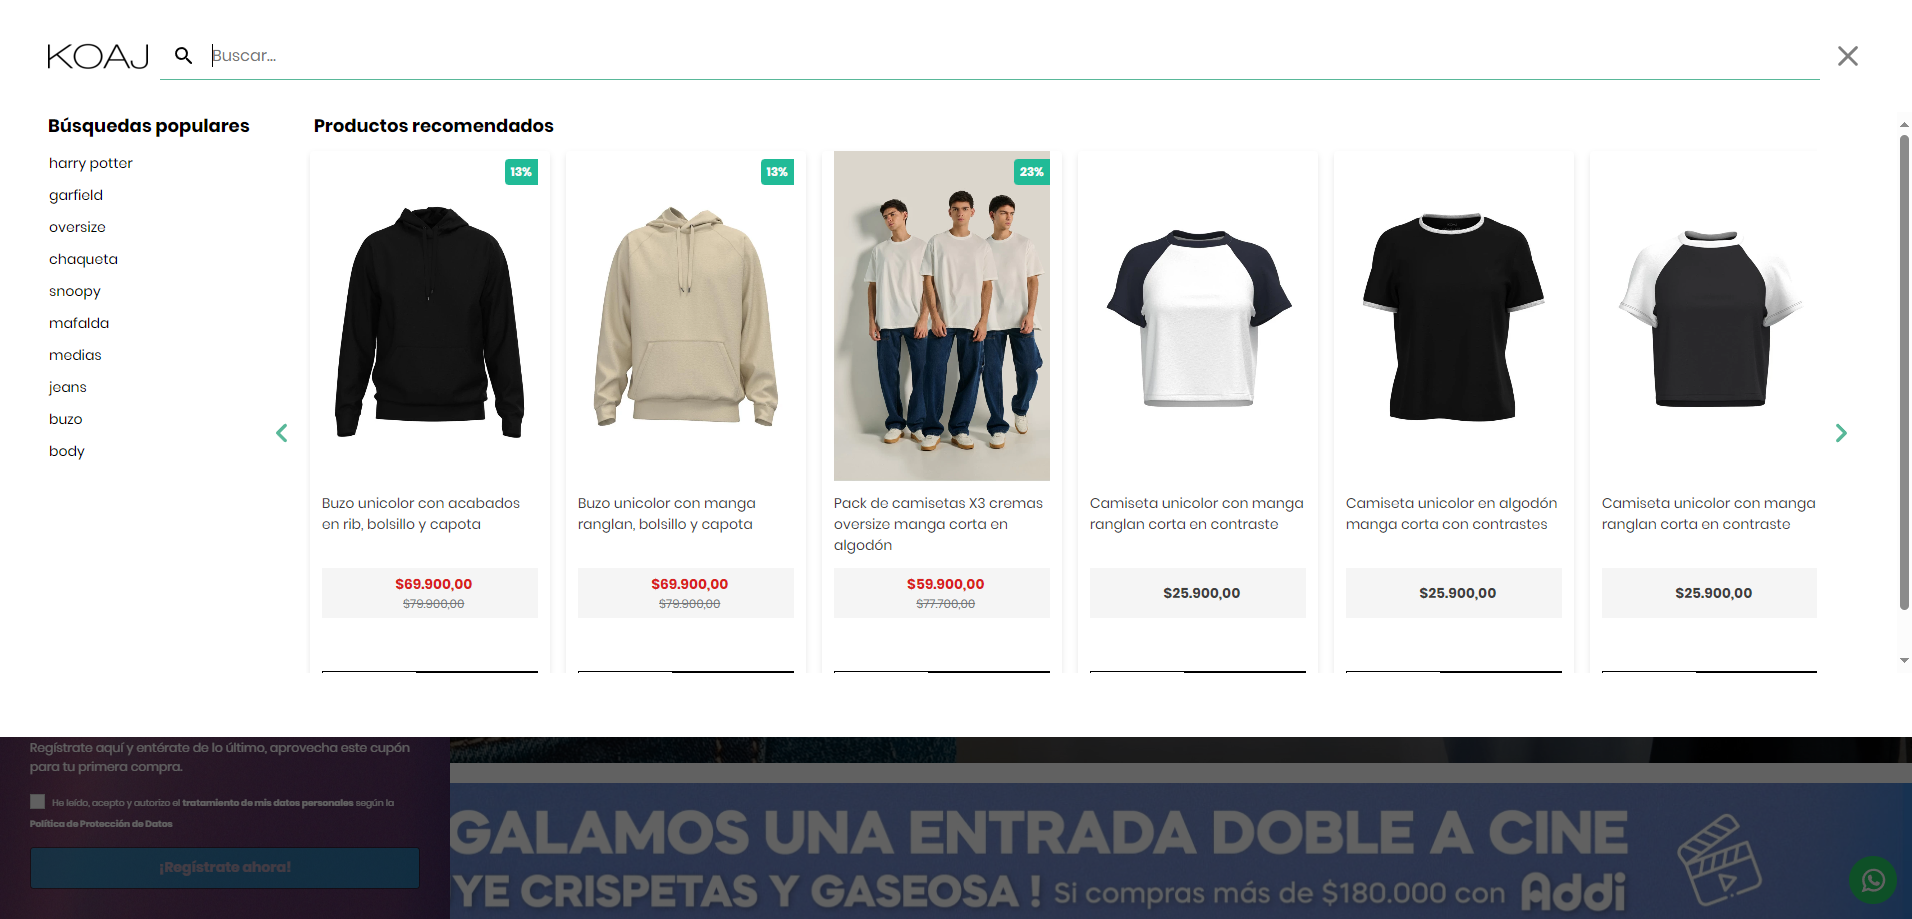 KOAJ
Buscar...
Búsquedas populares
harry potter
garfield
oversize
chaqueta
snoopy
mafalda
medias
jeans
buzo
body
Productos recomendados
13%
Buzo unicolor con acabados
en rib, bolsillo y capota
$69.900,00
$79.900,00
13%
Buzo unicolor con manga
ranglan, bolsillo y capota
$69.900,00
$79.900,00
23%
Pack de camisetas X3 cremas
oversize manga corta en
algodón
$59.900,00
$77.700,00
Camiseta unicolor con manga
ranglan corta en contraste
$25.900,00
Camiseta unicolor en algodón
manga corta con contrastes
$25.900,00
Camiseta unicolor con manga
ranglan corta en contraste
$25.900,00
Regístrate aquí y entérate de lo último, aprovecha este cupón
para tu primera compra.
He leído, acepto y autorizo el tratamiento de mis datos personales según la
Política de Protección de Datos
¡Regístrate ahora!
GALAMOS UNA ENTRADA DOBLE A CINE
YE CRISPETAS Y GASEOSA ! Si compras más de $180.000 con Addi